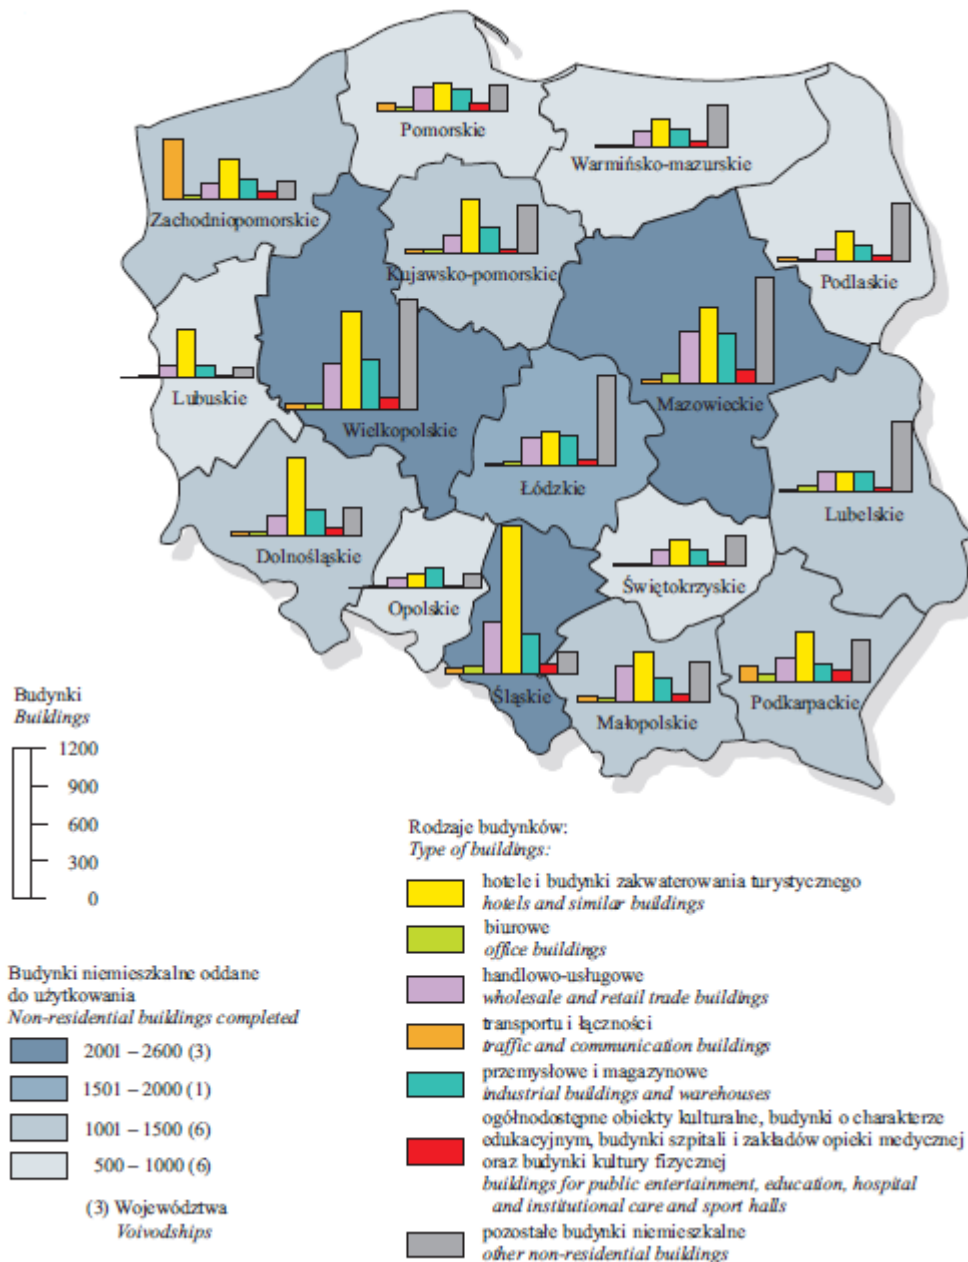 Pomorskie
Warmińsko-mazurskie
Zachodniopomorskie
Kujawsko-pomorskie
Podlaskie
Lubuskie
Wielkopolskie
Mazowieckie
Łódzkie
Lubelskie
Dolnośląskie
Opolskie
Świętokrzyskie
Śląskie
Małopolskie
Podkarpackie
Budynki
Buildings
1200
900
600
300
0
Budynki niemieszkalne oddane
do użytkowania
Non-residential buildings completed
2001 – 2600 (3)
1501 – 2000 (1)
1001 – 1500 (6)
500 – 1000 (6)
(3) Województwa
Voivodships
Rodzaje budynków:
Type of buildings:
hotele i budynki zakwaterowania turystycznego
hotels and similar buildings
biurowe
office buildings
handlowo-usługowe
wholesale and retail trade buildings
transportu i łączności
traffic and communication buildings
przemysłowe i magazynowe
industrial buildings and warehouses
ogólnodostępne obiekty kulturalne, budynki o charakterze
edukacyjnym, budynki szpitali i zakładów opieki medycznej
oraz budynki kultury fizycznej
buildings for public entertainment, education, hospital
and institutional care and sport halls
pozostałe budynki niemieszkalne
other non-residential buildings